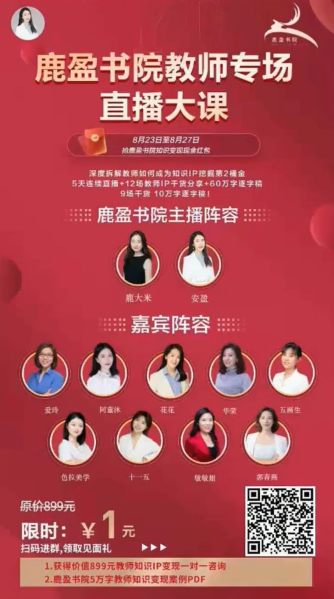 鹿盈书院
鹿盈书院教师专场
直播大课
8月23日至8月27日
抢鹿盈书院知识变现现金红包
深度拆解教师如何成为知识IP挖掘第2桶金
5天连续直播+12场教师IP干货分享+60万字逐字稿
9场干货 10万字逐字稿!
鹿盈书院主播阵容
鹿大米
安盈
嘉宾阵容
爱玲
阿童沐
花花
华荣
五画生
色拉美学
十一五
敏敏姐
郭蓉燕
原价899元
限时:¥1元
扫码进群,领取见面礼
1.获得价值899元教师知识IP变现一对一咨询
2.鹿盈书院5万字教师知识变现案例PDF